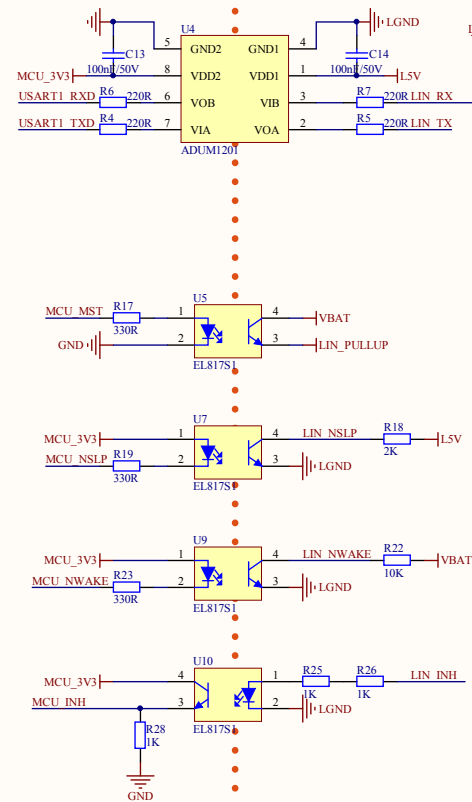 U4
5 GND2 GND1 4 LGND
C13 C14
100nF/50V 100nF/50V
MCU_3V3 8 VDD2 VDD1 1 L5V
USART1_RXD R6 220R 6 VOB VIB 3 R7 220R LIN_RX
USART1_TXD R4 220R 7 VIA VOA 2 R5 220R LIN_TX
ADUM1201
U5
MCU_MST R17 330R 1 4 VBAT
GND 2 3 LIN_PULLUP
EL817S1
U7
MCU_3V3 1 4 LIN_NSLP R18 2K L5V
MCU_NSLP R19 330R 2 3 LGND
EL817S1
U9
MCU_3V3 1 4 LIN_NWAKE R22 10K VBAT
MCU_NWAKE R23 330R 2 3 LGND
EL817S1
U10
MCU_3V3 4 1 R25 1K R26 1K LIN_INH
MCU_INH 3 2 LGND
R28 1K
EL817S1
GND